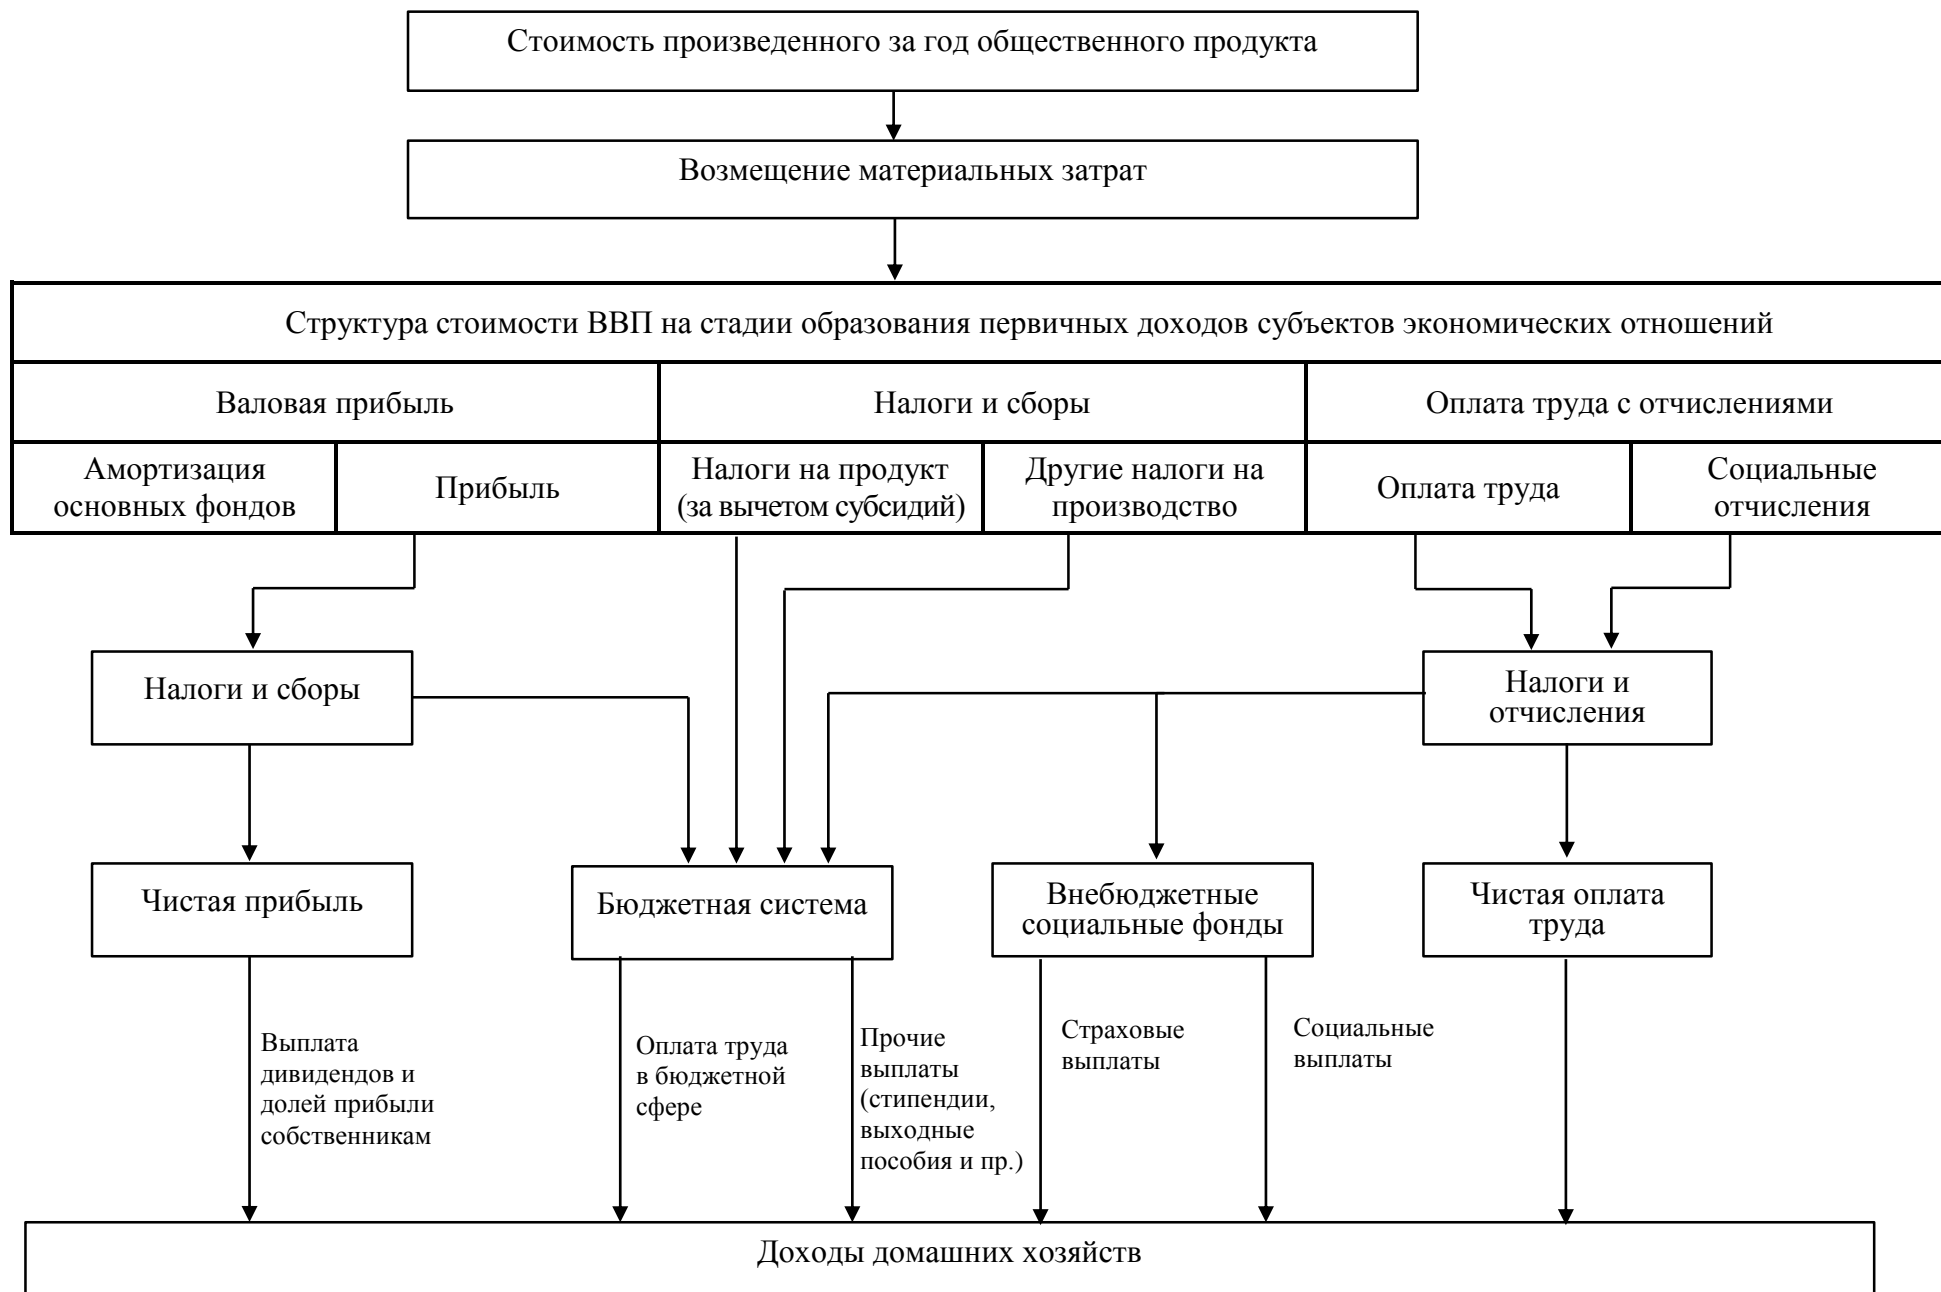 Стоимость произведенного за год общественного продукта
Возмещение материальных затрат
Структура стоимости ВВП на стадии образования первичных доходов субъектов экономических отношений
Валовая прибыль
Налоги и сборы
Оплата труда с отчислениями
Амортизация
основных фондов
Прибыль
Налоги на продукт
(за вычетом субсидий)
Другие налоги на
производство
Оплата труда
Социальные
отчисления
Налоги и сборы
Налоги и
отчисления
Чистая прибыль
Бюджетная система
Внебюджетные
социальные фонды
Чистая оплата
труда
Выплата
дивидендов и
долей прибыли
собственникам
Оплата труда
в бюджетной
сфере
Прочие
выплаты
(стипендии,
выходные
пособия и пр.)
Страховые
выплаты
Социальные
выплаты
Доходы домашних хозяйств